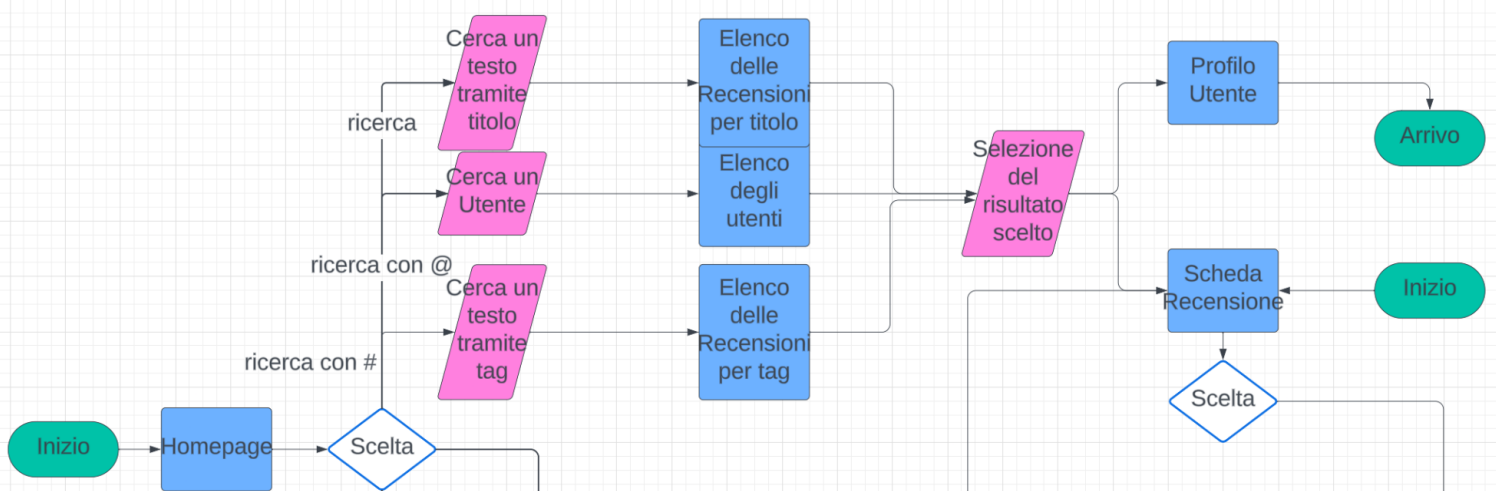 Cerca un
testo
tramite
titolo
Elenco
delle
Recensioni
per titolo
Profilo
Utente
ricerca
Arrivo
Cerca un
Utente
Elenco
degli
utenti
Selezione
del
risultato
scelto
ricerca con @
Cerca un
testo
tramite
tag
Elenco
delle
Recensioni
per tag
Scheda
Recensione
Inizio
ricerca con #
Scelta
Inizio
Homepage
Scelta